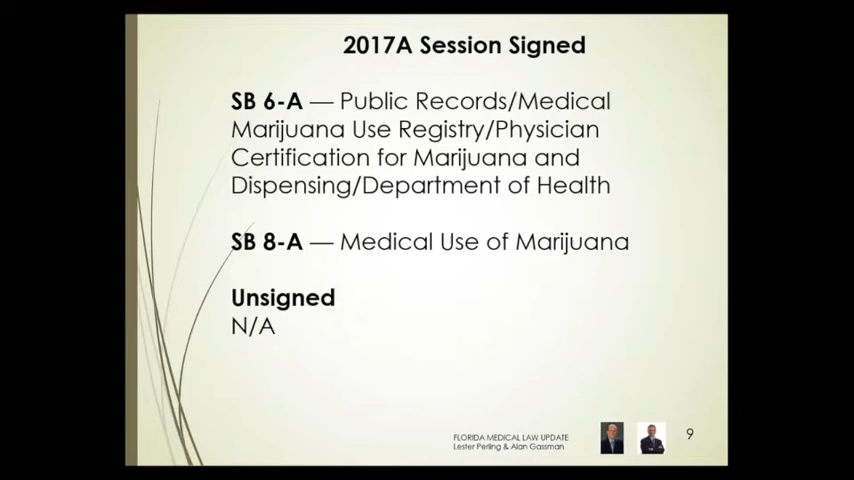 2017A Session Signed
SB 6-A — Public Records/Medical
Marijuana Use Registry/Physician
Certification for Marijuana and
Dispensing/Department of Health
SB 8-A — Medical Use of Marijuana
Unsigned
N/A
FLORIDA MEDICAL LAW UPDATE
Lester Perling & Alan Gassman
9